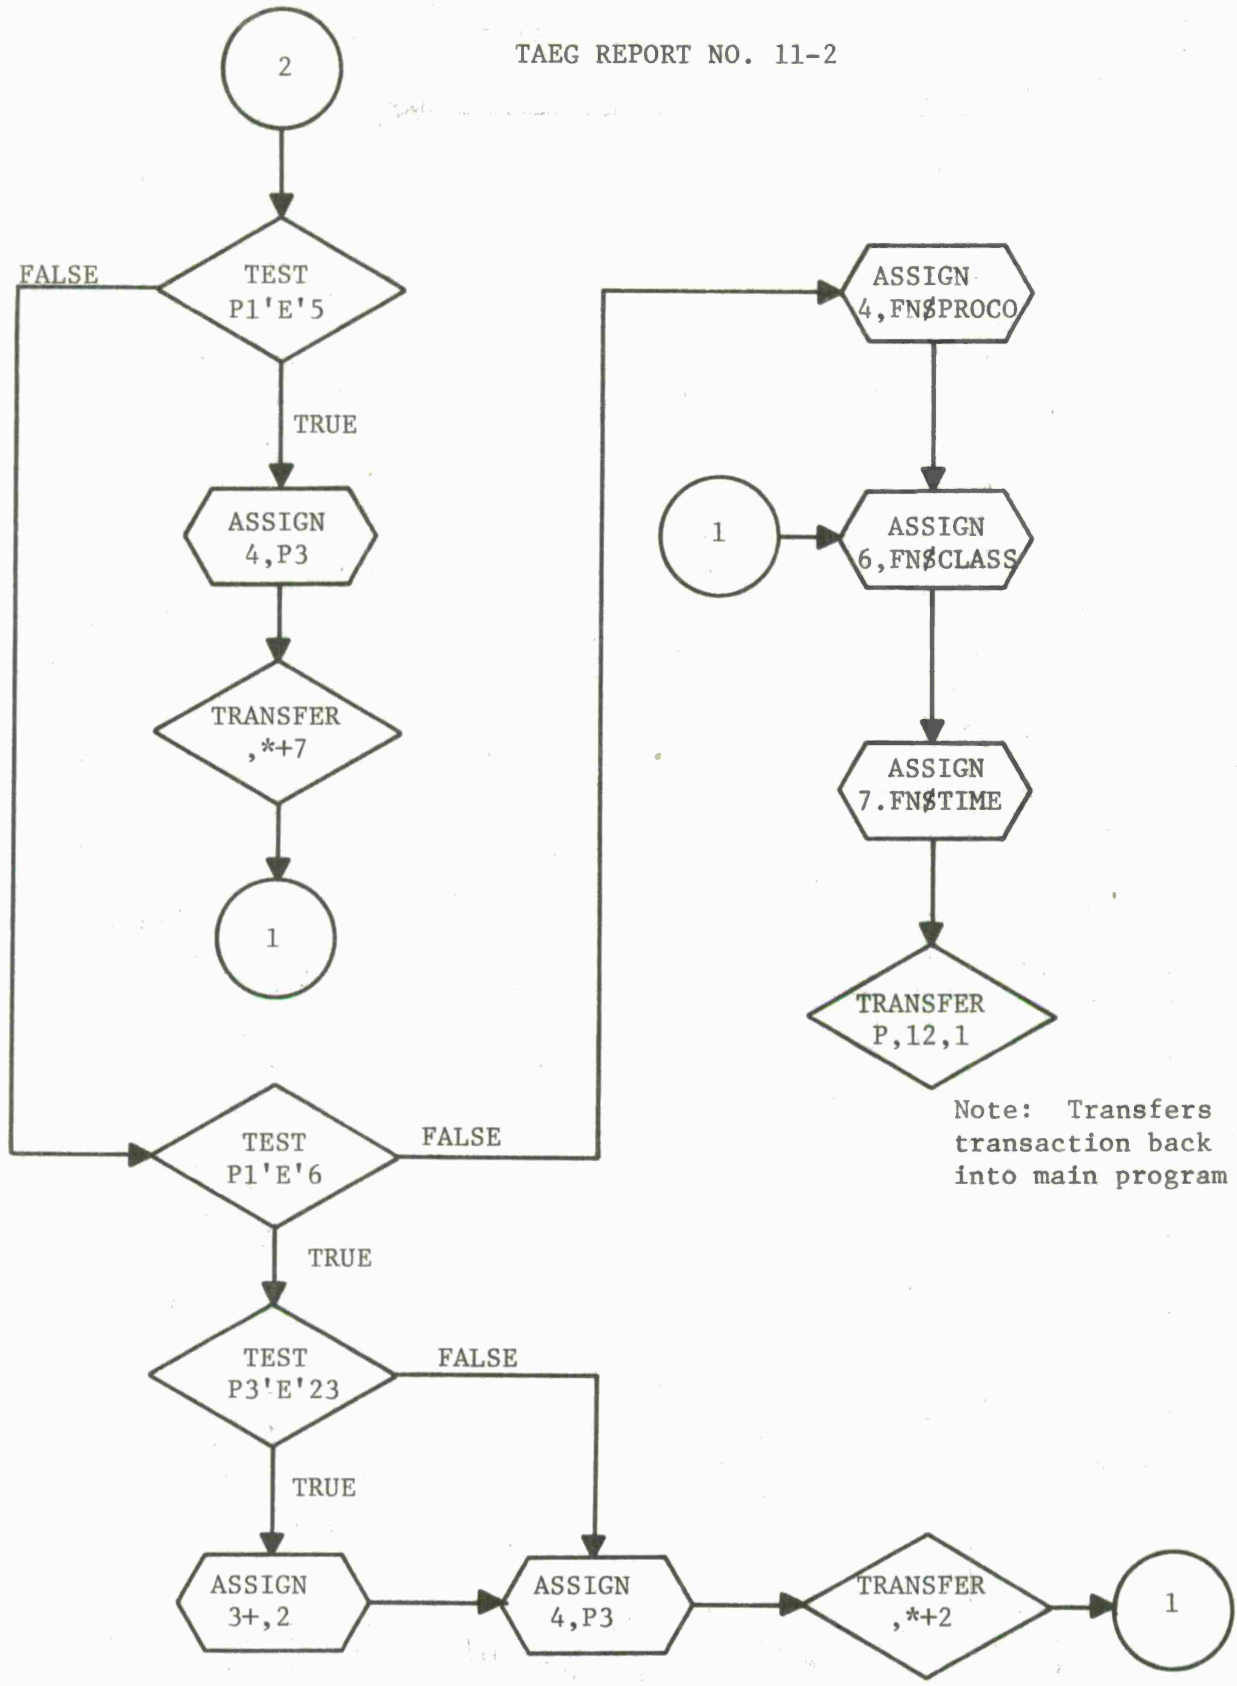 TAEG REPORT NO. 11-2
2
TEST
P1'E'5
FALSE
TRUE
ASSIGN
4,P3
TRANSFER
,*+7
1
TEST
P1'E'6
FALSE
TRUE
TEST
P3'E'23
FALSE
TRUE
ASSIGN
3+,2
ASSIGN
4,P3
TRANSFER
,*+2
1
ASSIGN
4,FN$PROCO
1
ASSIGN
6,FN$CLASS
ASSIGN
7.FN$TIME
TRANSFER
P,12,1
Note: Transfers
transaction back
into main program